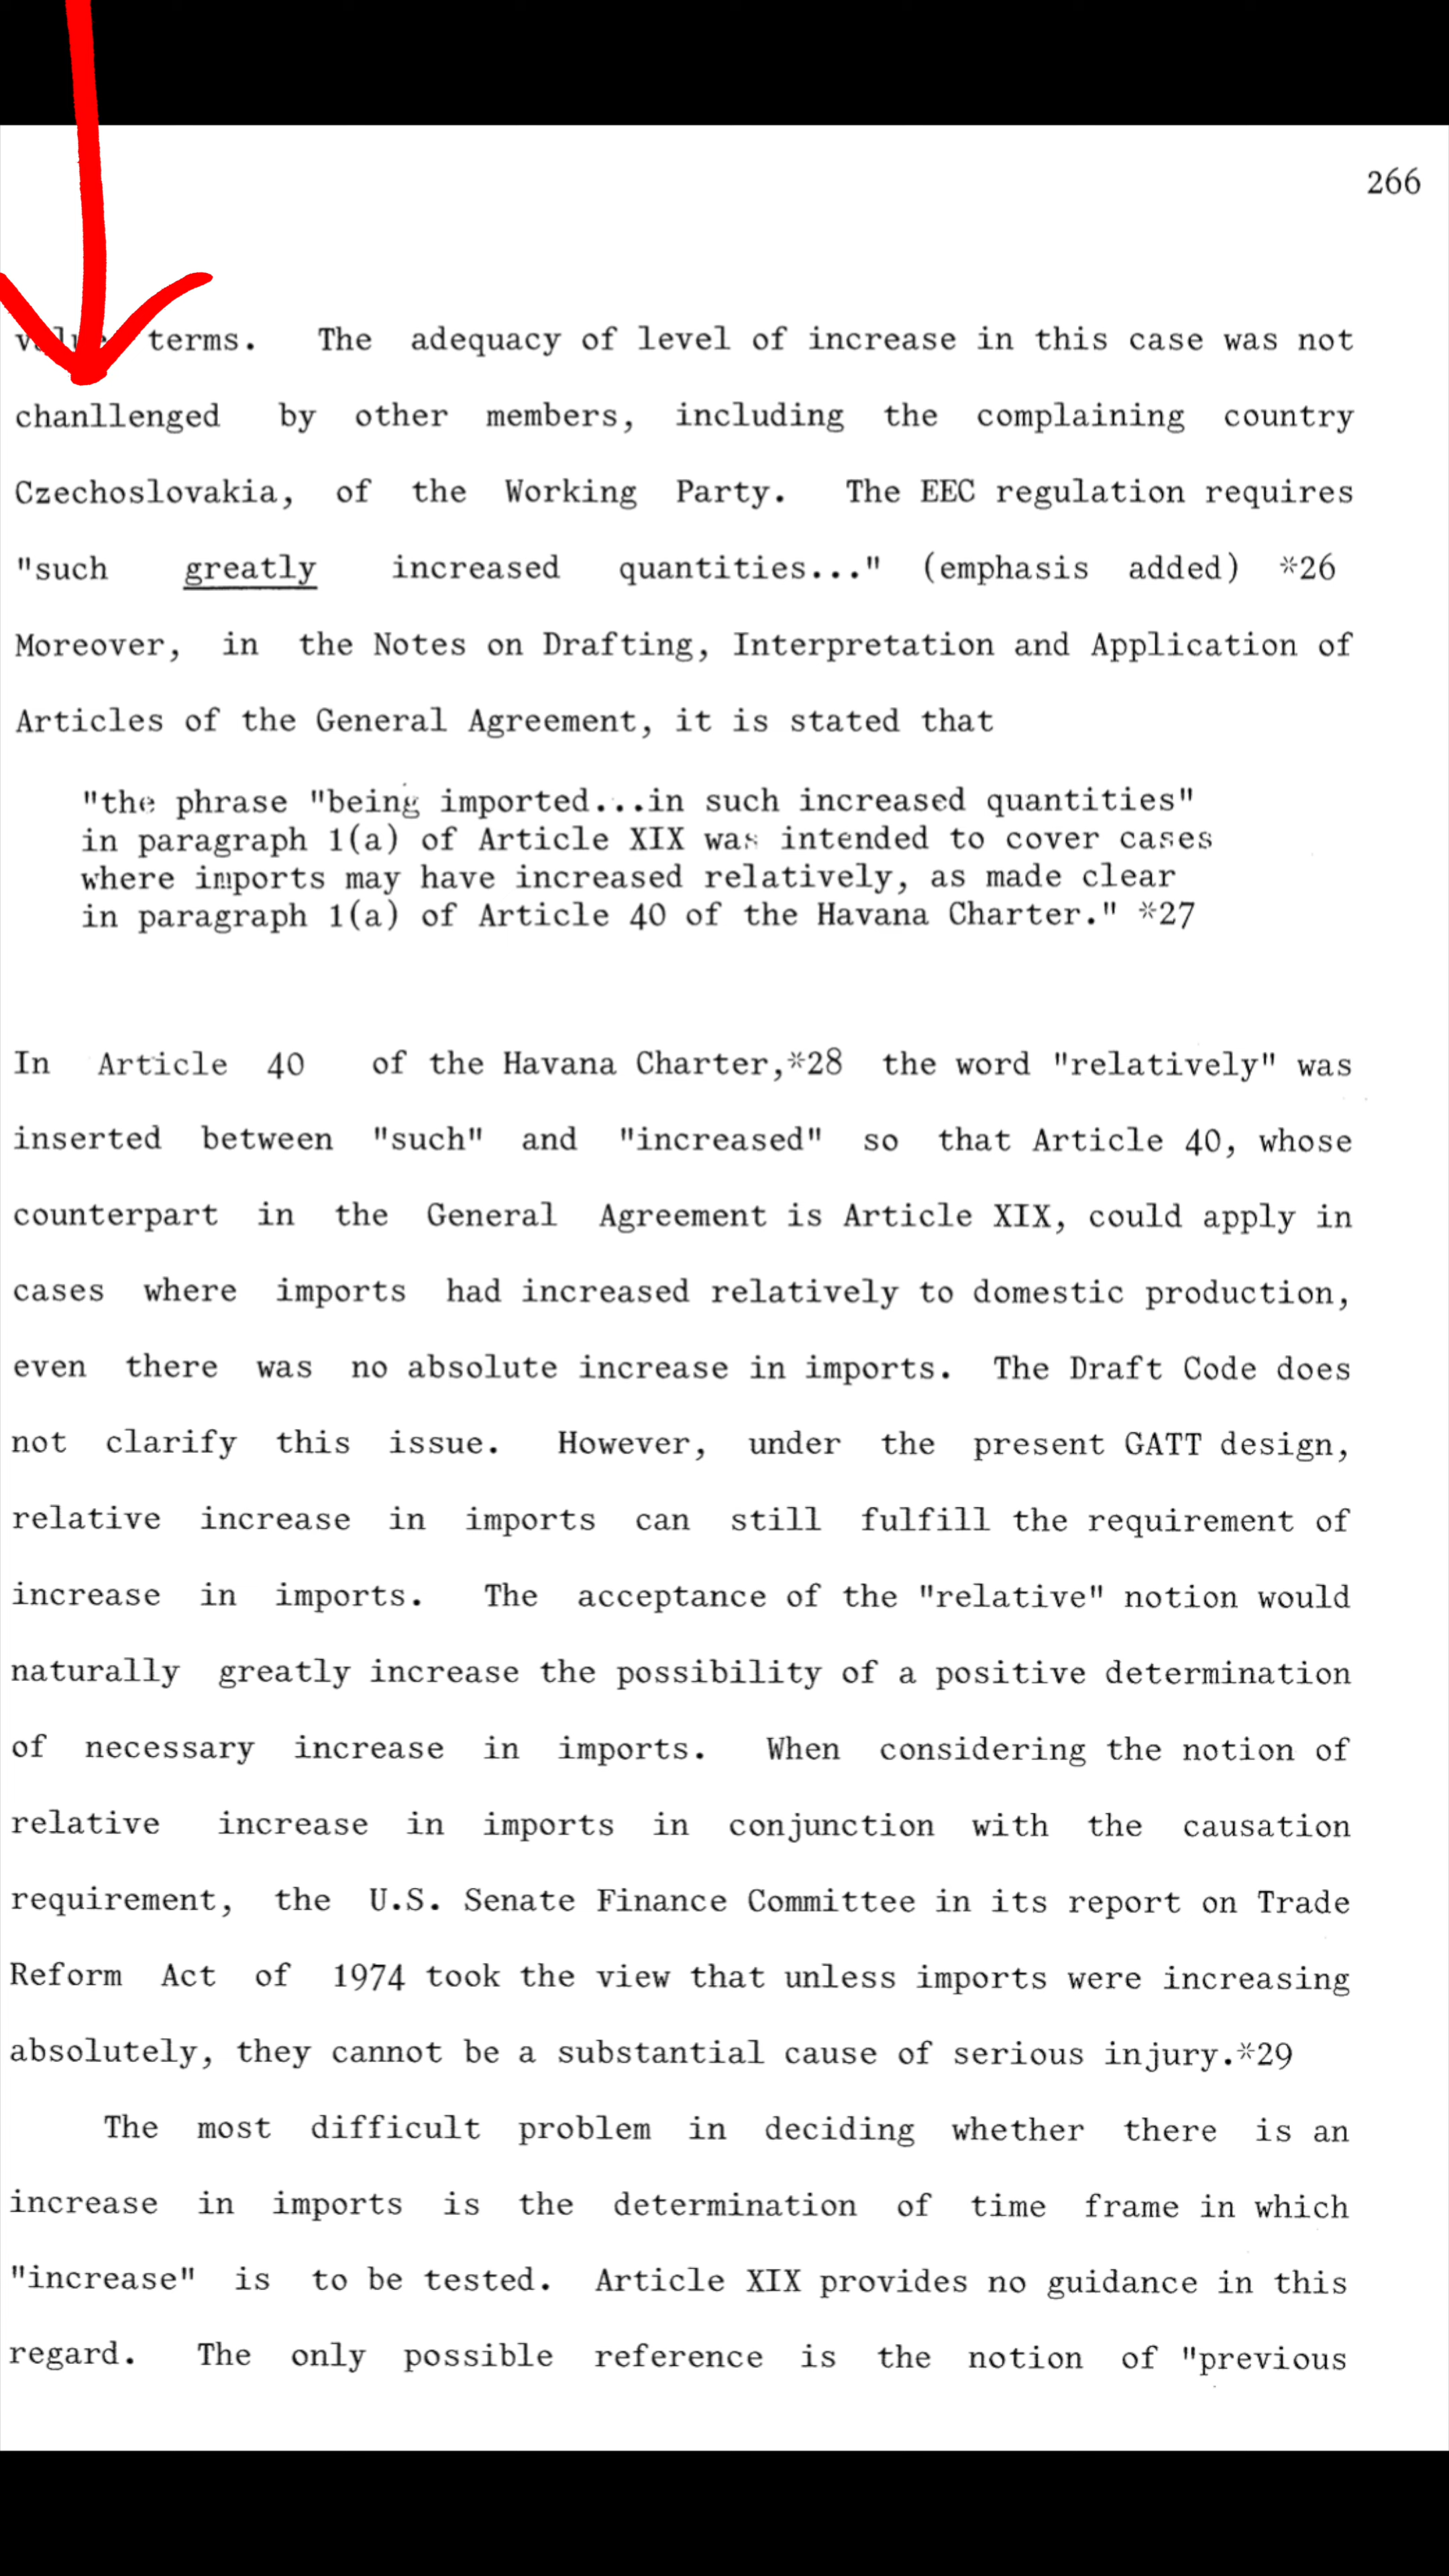 266
terms. The adequacy of level of increase in this case was not
chanllenged by other members, including the complaining country
Czechoslovakia, of the Working Party. The EEC regulation requires
"such greatly increased quantities..." (emphasis added) *26
Moreover, in the Notes on Drafting, Interpretation and Application of
Articles of the General Agreement, it is stated that
"the phrase "being imported...in such increased quantities"
in paragraph 1(a) of Article XIX was intended to cover cases
where imports may have increased relatively, as made clear
in paragraph 1(a) of Article 40 of the Havana Charter." *27
In Article 40 of the Havana Charter,*28 the word "relatively" was
inserted between "such" and "increased" so that Article 40, whose
counterpart in the General Agreement is Article XIX, could apply in
cases where imports had increased relatively to domestic production,
even there was no absolute increase in imports. The Draft Code does
not clarify this issue. However, under the present GATT design,
relative increase in imports can still fulfill the requirement of
increase in imports. The acceptance of the "relative" notion would
naturally greatly increase the possibility of a positive determination
of necessary increase in imports. When considering the notion of
relative increase in imports in conjunction with the causation
requirement, the U.S. Senate Finance Committee in its report on Trade
Reform Act of 1974 took the view that unless imports were increasing
absolutely, they cannot be a substantial cause of serious injury.*29
The most difficult problem in deciding whether there is an
increase in imports is the determination of time frame in which
"increase" is to be tested. Article XIX provides no guidance in this
regard. The only possible reference is the notion of "previous